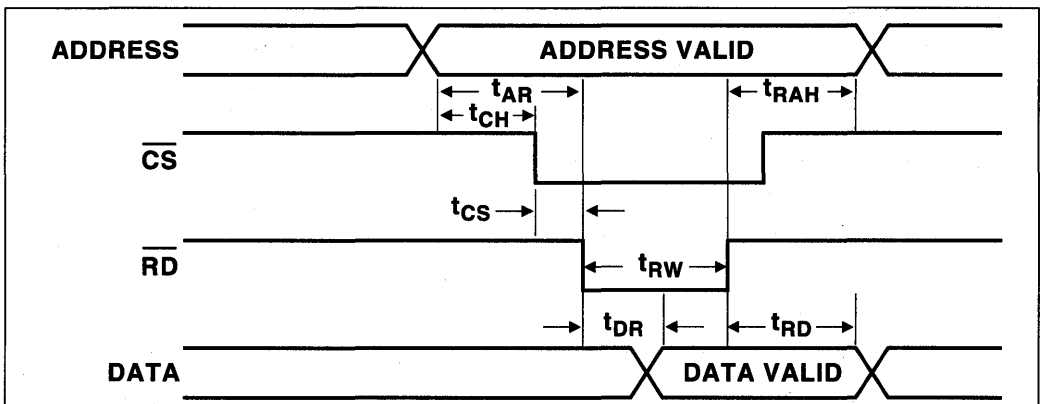 ADDRESS
ADDRESS VALID
tAR
tRAH
tCH
CS
tCS
RD
tRW
tDR
tRD
DATA
DATA VALID